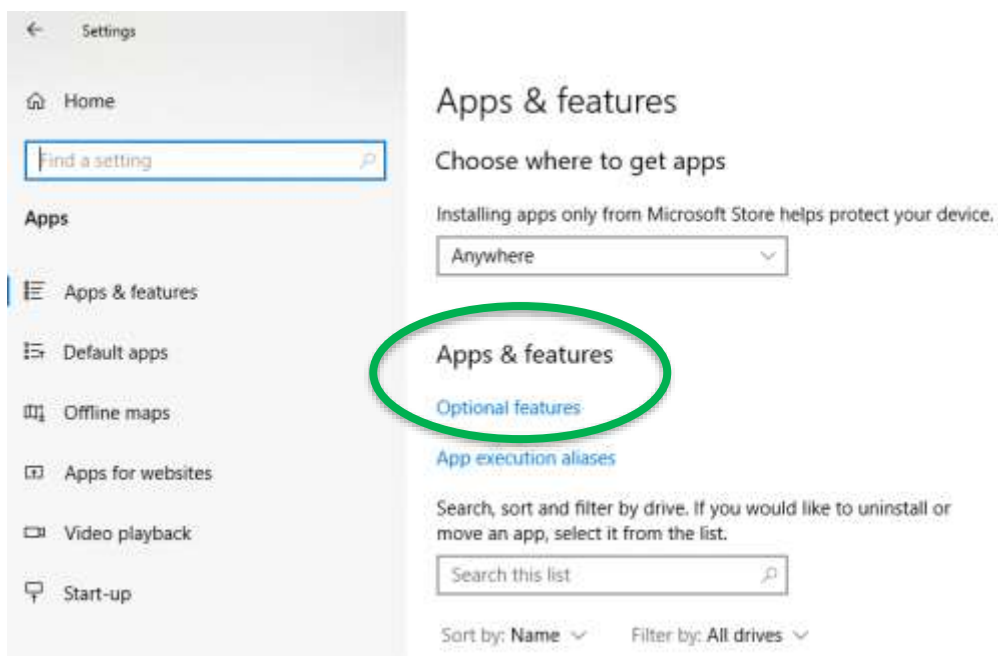 Settings
Home
Find a setting
Apps
Apps & features
Default apps
Offline maps
Apps for websites
Video playback
Start-up
Apps & features
Choose where to get apps
Installing apps only from Microsoft Store helps protect your device.
Anywhere
Apps & features
Optional features
App execution aliases
Search, sort and filter by drive. If you would like to uninstall or
move an app, select it from the list.
Search this list
Sort by: Name
Filter by: All drives